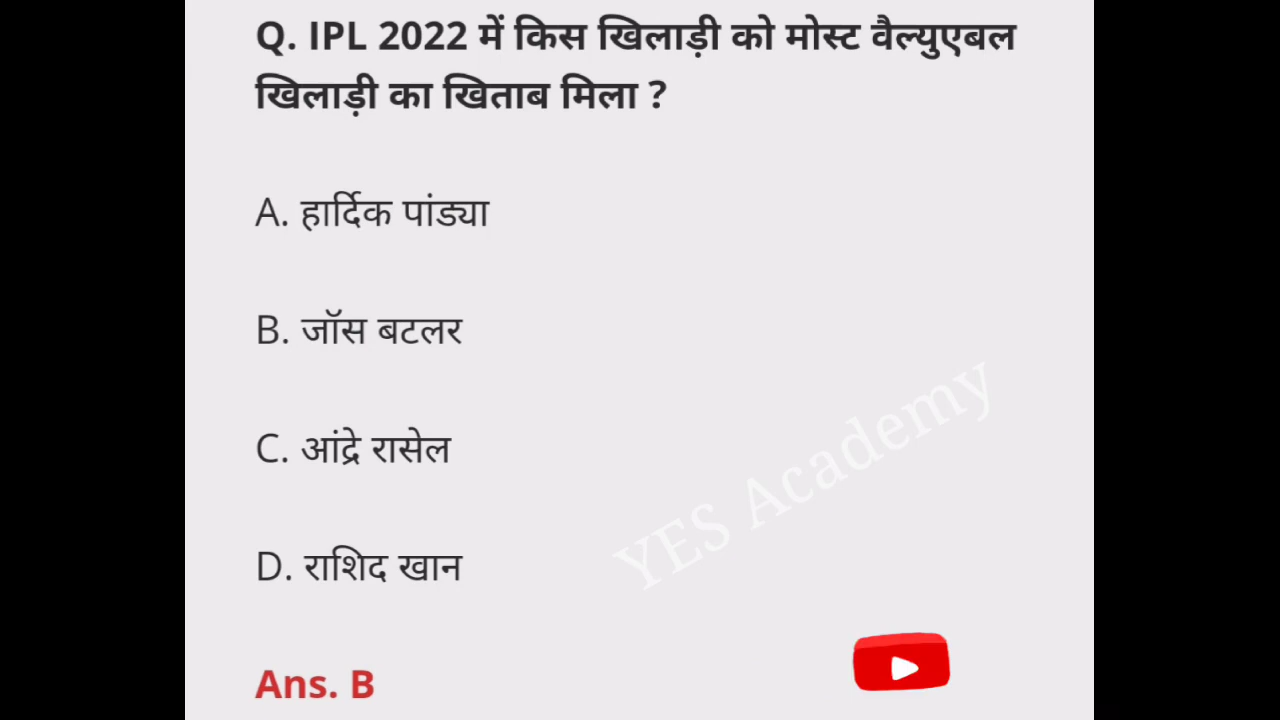 Q. IPL 2022 में किस खिलाड़ी को मोस्ट वैल्युएबल
खिलाड़ी का खिताब मिला ?
A. हार्दिक पांड्या
B. जॉस बटलर
C. आंद्रे रासेल
YES Academy
D. राशिद खान
Ans. B